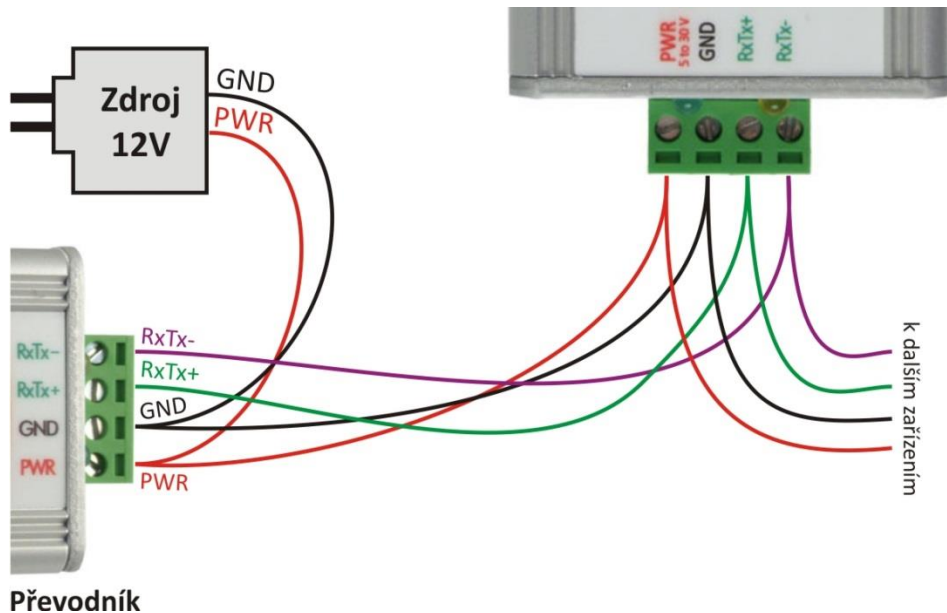 Zdroj
12V
GND
PWR
PWR
5 to 30 V
GND
RxTx+
RxTx-
RxTx−
RxTx+
GND
PWR
RxTx-
RxTx+
GND
PWR
k dalším zařízením
Převodník